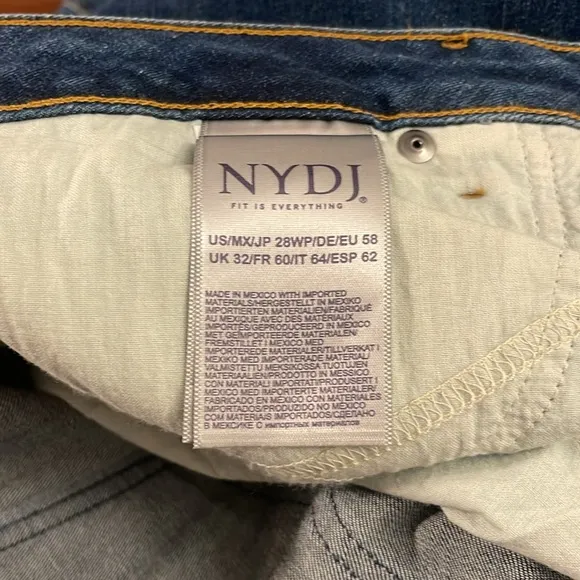 NYDJ®
FIT IS EVERYTHING
US/MX/JP 28WP/DE/EU 58
UK 32/FR 60/IT 64/ESP 62
MADE IN MEXICO WITH IMPORTED
MATERIALS/HERGESTELLT IN MEXIKO
IMPORTIERTEN MATERIALIEN/FABRIQUÉ
AU MEXIQUE AVEC DES MATÉRIAUX
IMPORTÉS/GEPRODUCEERD IN MEXICO
MET GEÏMPORTEERDE MATERIALEN/
FREMSTILLET I MEXICO MED
IMPORTEREDE MATERIALER/TILLVERKAT I
MEXIKO MED IMPORTERADE MATERIAL/
VALMISTETTU MEKSIKOSSA TUOTUJEN
MATERIAALIEN/PRODOTTO IN MESSICO
CON MATERIALI IMPORTATI/PRODUSERT I
MEXICO MED IMPORTERTE MATERIALER/
FABRICADO EN MEXICO CON MATERIALES
IMPORTADOS/PRODUZIDO NO MEXICO
COM MATERIAIS IMPORTADOS/СДЕЛАНО
В МЕКСИКЕ С импортных материалов.